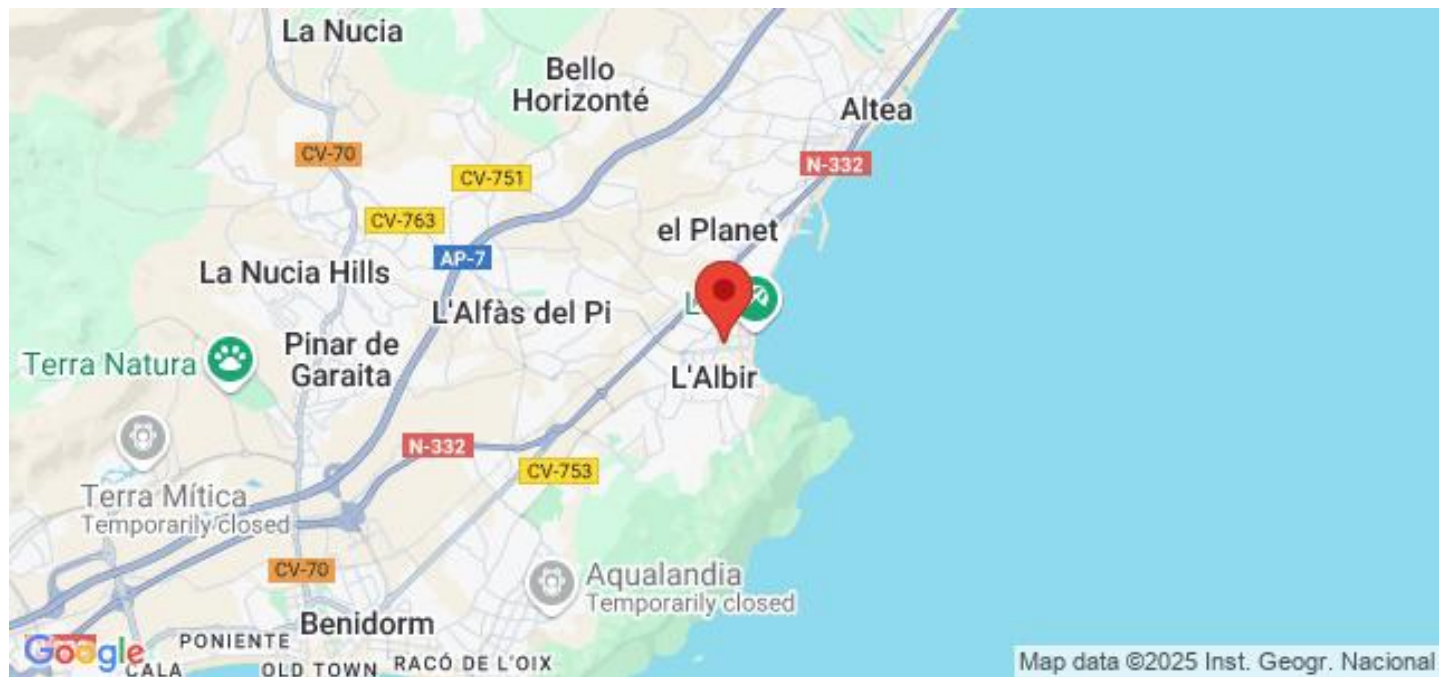 La Nucia
Bello
Horizonté
Altea
CV-70
N-332
CV-751
CV-763
el Planet
AP-7
La Nucia Hills
L'Alfàs del Pi
Pinar de
Garaita
Terra Natura
L'Albir
N-332
CV-753
Terra Mítica
Temporarily closed
CV-70
Aqualandia
Temporarily closed
Benidorm
PONIENTE
Google
CALA
OLD TOWN
RACÓ DE L'OIX
Map data ©2025 Inst. Geogr. Nacional